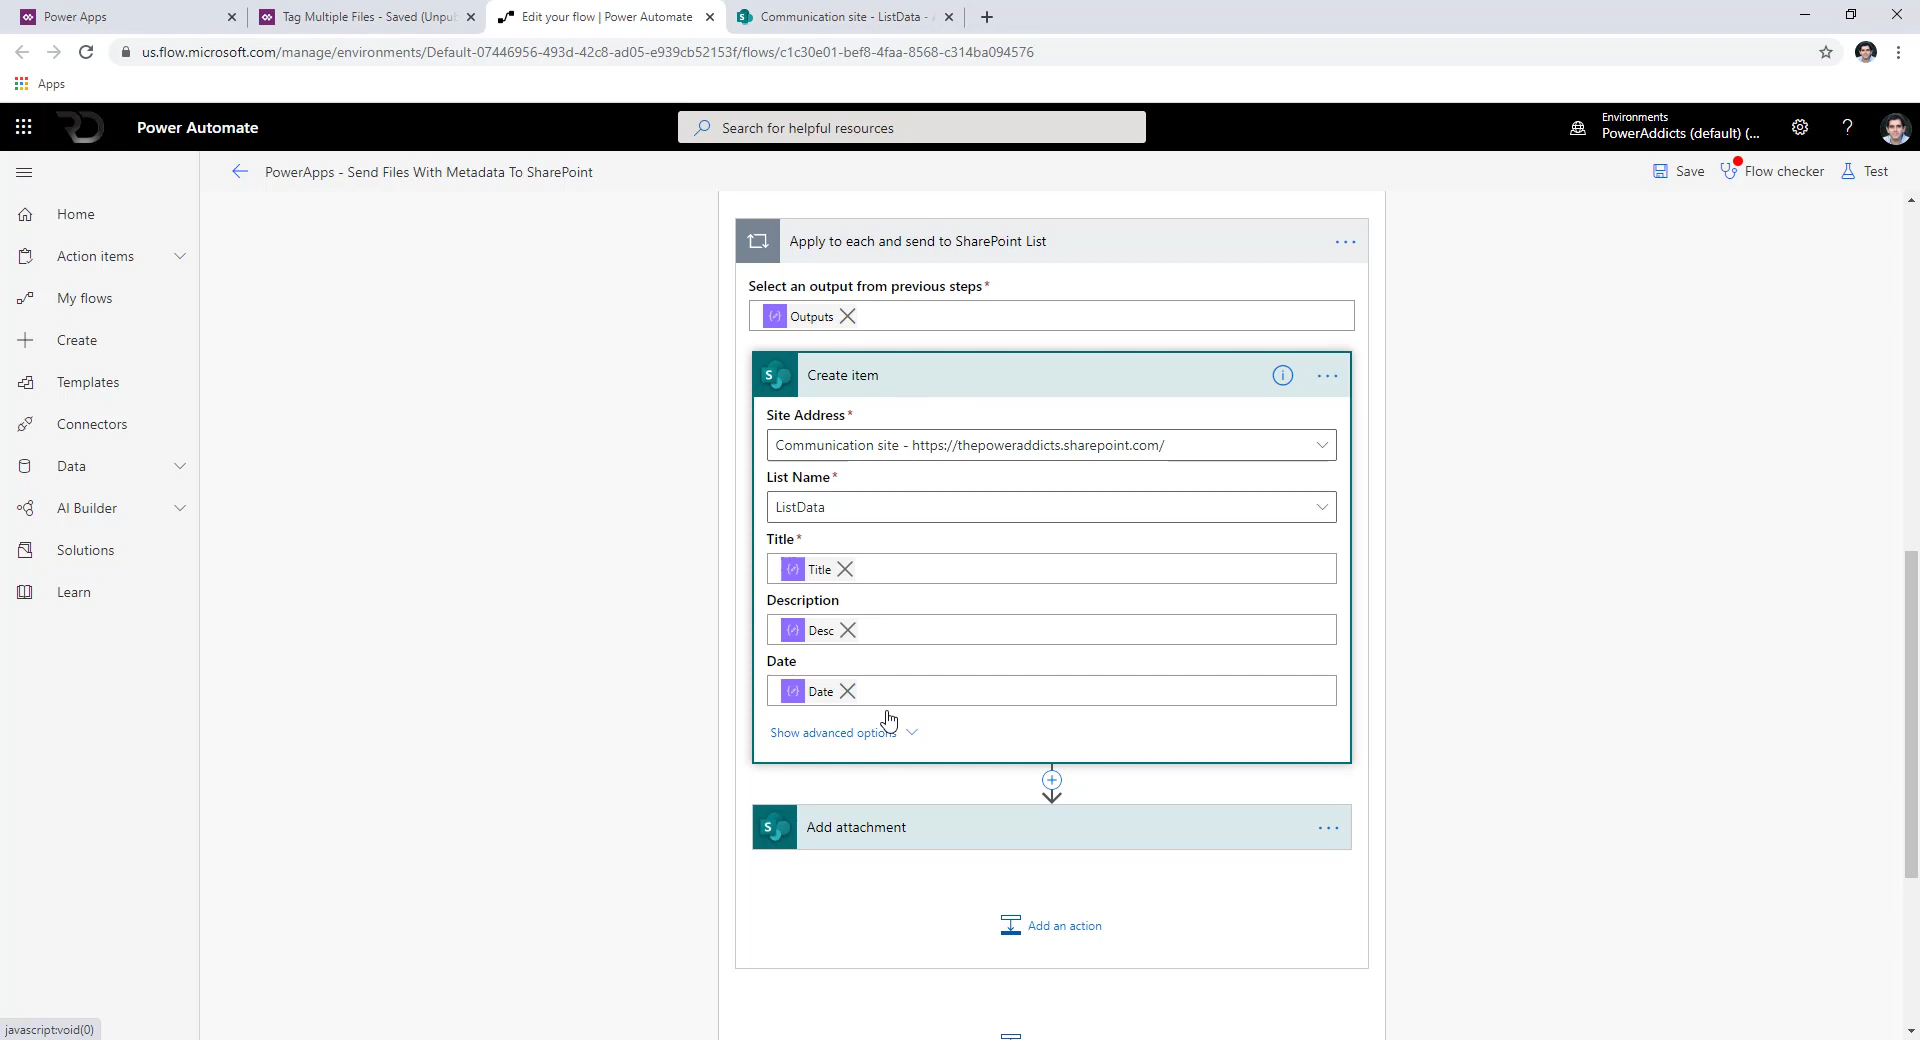 Power Apps
Tag Multiple Files - Saved (Unpu
Edit your flow | Power Automate
Communication site - ListData -
us.flow.microsoft.com/manage/environments/Default-07446956-493d-42c8-ad05-e939cb52153f/flows/c1c30e01-bef8-4faa-8568-c314ba094576
Apps
Power Automate
Search for helpful resources
Environments
PowerAddicts (default) (...
PowerApps - Send Files With Metadata To SharePoint
Save
Flow checker
Test
Home
Action items
My flows
Create
Templates
Connectors
Data
AI Builder
Solutions
Learn
Apply to each and send to SharePoint List
Select an output from previous steps*
Outputs
Create item
Site Address*
Communication site - https://thepoweraddicts.sharepoint.com/
List Name*
ListData
Title*
Title
Description
Desc
Date
Date
Show advanced options
Add attachment
Add an action
javascript:void(0)